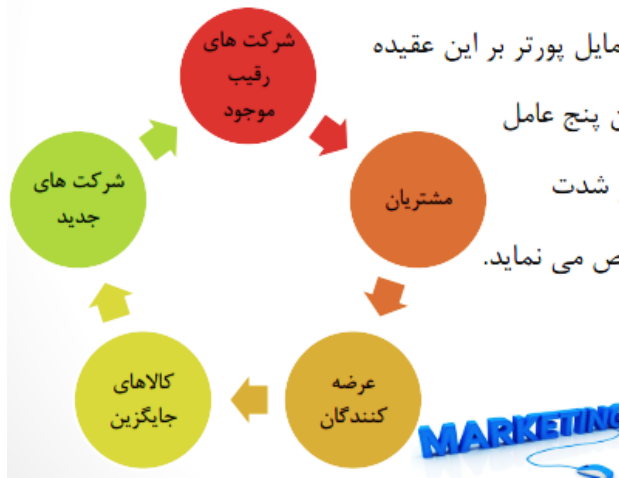 مایل پورتر بر این عقیده
پنج عامل
شدت
می نماید.
شرکت های
رقیب
موجود
مشتریان
عرضه
کنندگان
کالاهای
جایگزین
شرکت های
جدید
MARKETING